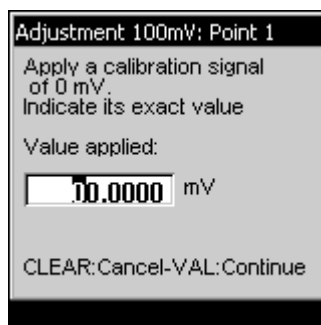 Adjustment 100mV: Point 1
Apply a calibration signal
of 0 mV.
Indicate its exact value
Value applied:
00.0000 mV
CLEAR:Cancel-VAL:Continue